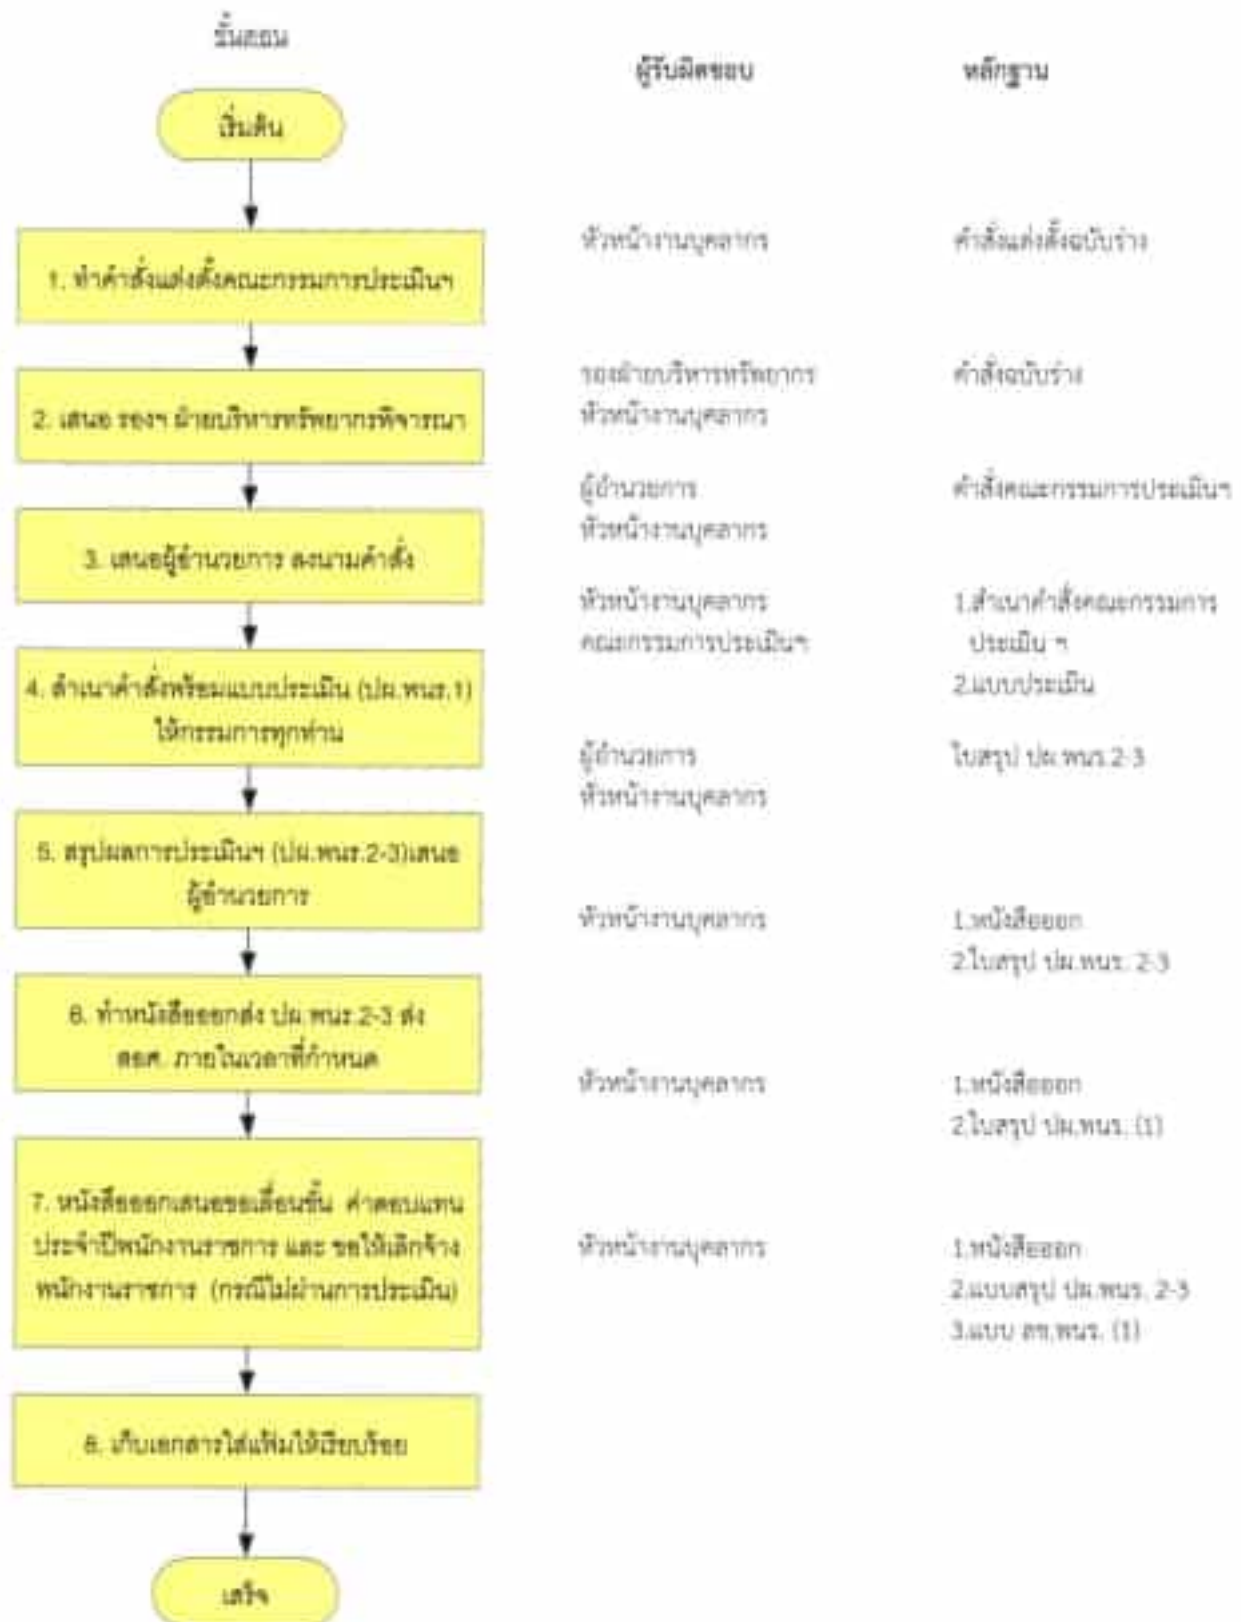 ขั้นตอน
ผู้รับผิดชอบ
หลักฐาน
เริ่มต้น
1. ทำคำสั่งแต่งตั้งคณะกรรมการประเมินฯ
หัวหน้างานบุคลากร
คำสั่งแต่งตั้งฉบับร่าง
2. เสนอ รองฯ ฝ่ายบริหารทรัพยากรพิจารณา
รองฝ่ายบริหารทรัพยากร
หัวหน้างานบุคลากร
คำสั่งฉบับร่าง
3. เสนอผู้อำนวยการ ลงนามคำสั่ง
ผู้อำนวยการ
หัวหน้างานบุคลากร
คำสั่งคณะกรรมการประเมินฯ
4. สำเนาคำสั่งพร้อมแบบประเมิน (ปผ.พนร.1)
ให้กรรมการทุกท่าน
หัวหน้างานบุคลากร
คณะกรรมการประเมินฯ
1.สำเนาคำสั่งคณะกรรมการ
ประเมิน ฯ
2.แบบประเมิน
5. สรุปผลการประเมินฯ (ปผ.พนร.2-3)เสนอ
ผู้อำนวยการ
ผู้อำนวยการ
หัวหน้างานบุคลากร
ใบสรุป ปผ.พนร.2-3
6. ทำหนังสือออกส่ง ปผ.พนร.2-3 ส่ง
สอศ. ภายในเวลาที่กำหนด
หัวหน้างานบุคลากร
1.หนังสือออก
2.ใบสรุป ปผ.พนร. 2-3
7. หนังสือออกเสนอขอเลื่อนขั้น ค่าตอบแทน
ประจำปีพนักงานราชการ และ ขอให้เลิกจ้าง
พนักงานราชการ (กรณีไม่ผ่านการประเมิน)
หัวหน้างานบุคลากร
1.หนังสือออก
2.ใบสรุป ปผ.พนร. (1)
8. เก็บเอกสารใส่แฟ้มให้เรียบร้อย
หัวหน้างานบุคลากร
1.หนังสือออก
2.แบบสรุป ปผ.พนร. 2-3
3.แบบ ลข.พนร. (1)
เสร็จ